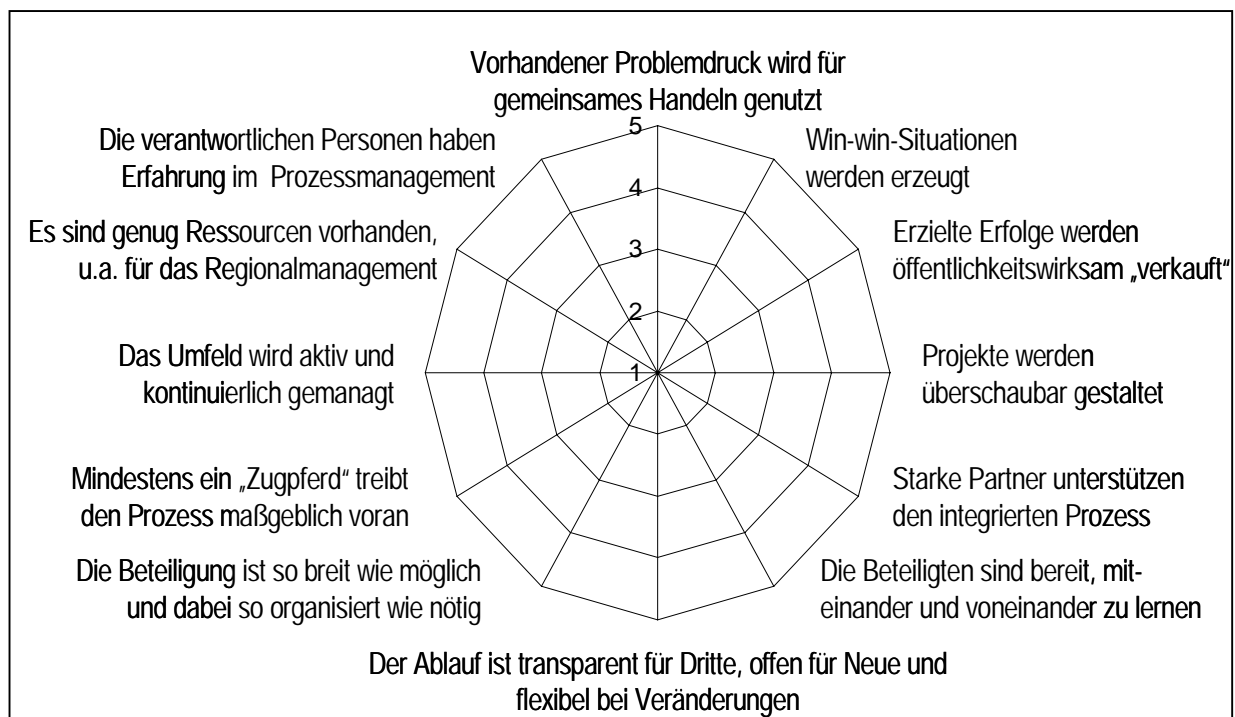 Vorhandener Problemdruck wird für
gemeinsames Handeln genutzt
Win-win-Situationen
werden erzeugt
Erzielte Erfolge werden
öffentlichkeitswirksam „verkauft“
Projekte werden
überschaubar gestaltet
Starke Partner unterstützen
den integrierten Prozess
Die Beteiligten sind bereit, mit-
einander und voneinander zu lernen
Der Ablauf ist transparent für Dritte, offen für Neue und
flexibel bei Veränderungen
Die Beteiligung ist so breit wie möglich
und dabei so organisiert wie nötig
Mindestens ein „Zugpferd“ treibt
den Prozess maßgeblich voran
Das Umfeld wird aktiv und
kontinuierlich gemanagt
Es sind genug Ressourcen vorhanden,
u.a. für das Regionalmanagement
Die verantwortlichen Personen haben
Erfahrung im Prozessmanagement
5
4
3
2
1